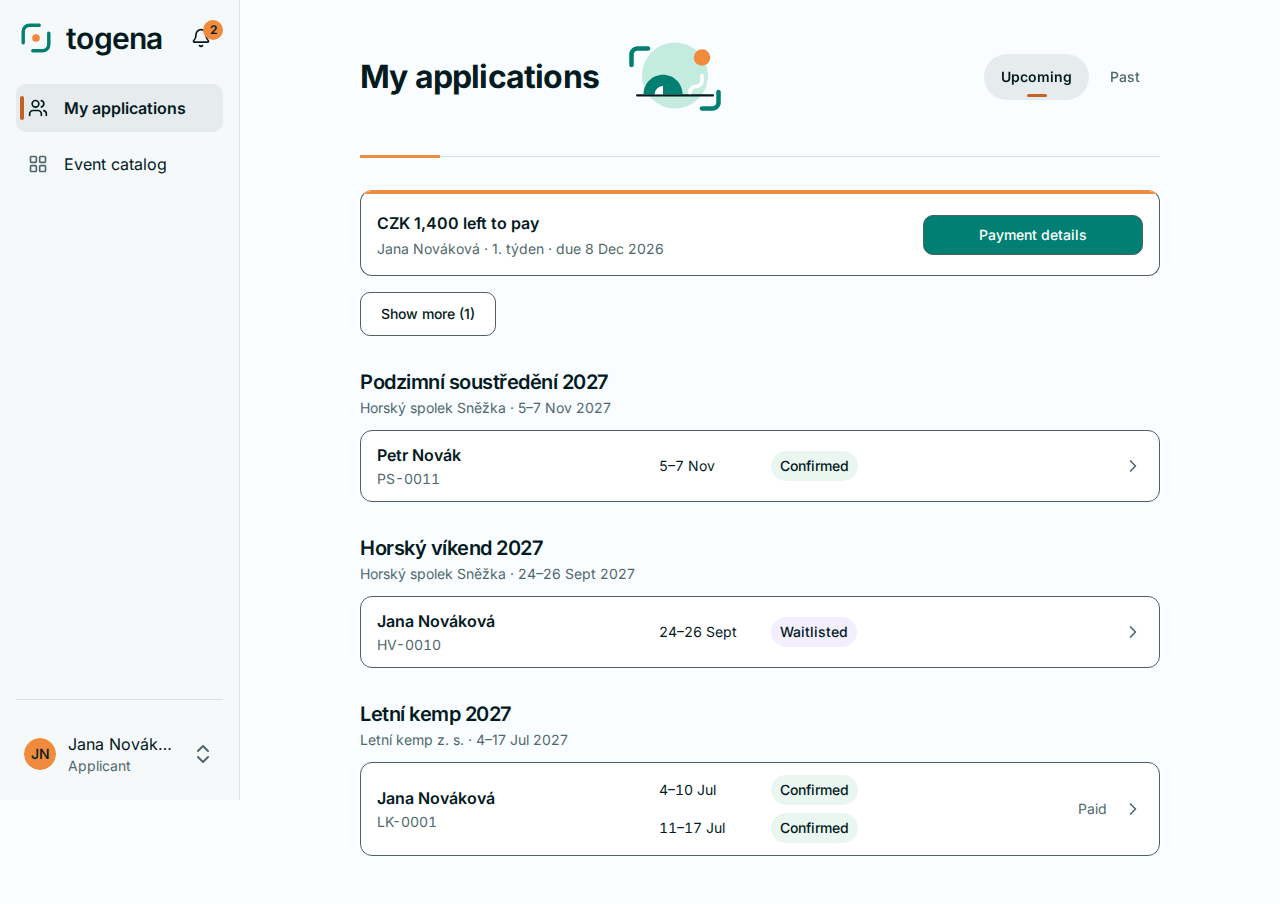 togena
2
My applications
Event catalog
JN
Jana Novák...
Applicant
My applications
Upcoming
Past
CZK 1,400 left to pay
Jana Nováková · 1. týden · due 8 Dec 2026
Payment details
Show more (1)
Podzimní soustředění 2027
Horský spolek Sněžka · 5–7 Nov 2027
Petr Novák
PS-0011
5–7 Nov
Confirmed
Horský víkend 2027
Horský spolek Sněžka · 24–26 Sept 2027
Jana Nováková
HV-0010
24–26 Sept
Waitlisted
Letní kemp 2027
Letní kemp z. s. · 4–17 Jul 2027
Jana Nováková
LK-0001
4–10 Jul
Confirmed
11–17 Jul
Confirmed
Paid